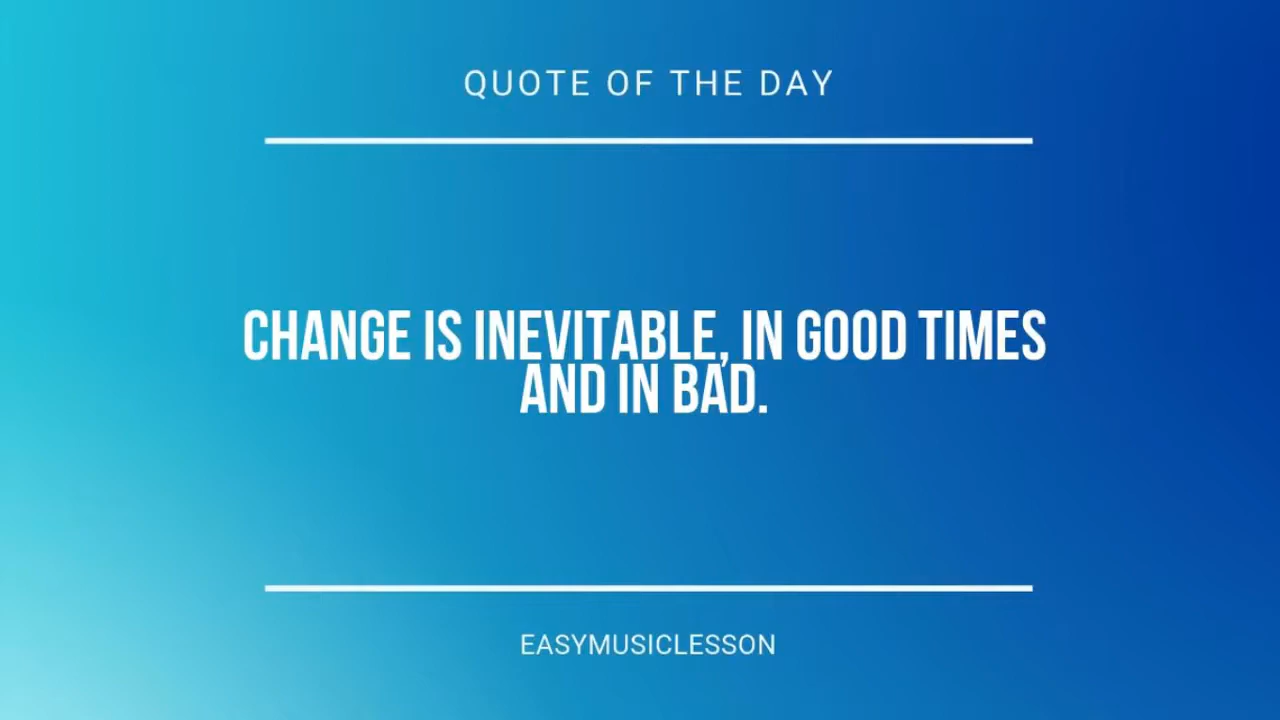 QUOTE OF THE DAY
CHANGE IS INEVITABLE, IN GOOD TIMES
AND IN BAD.
EASYMUSICLESSON